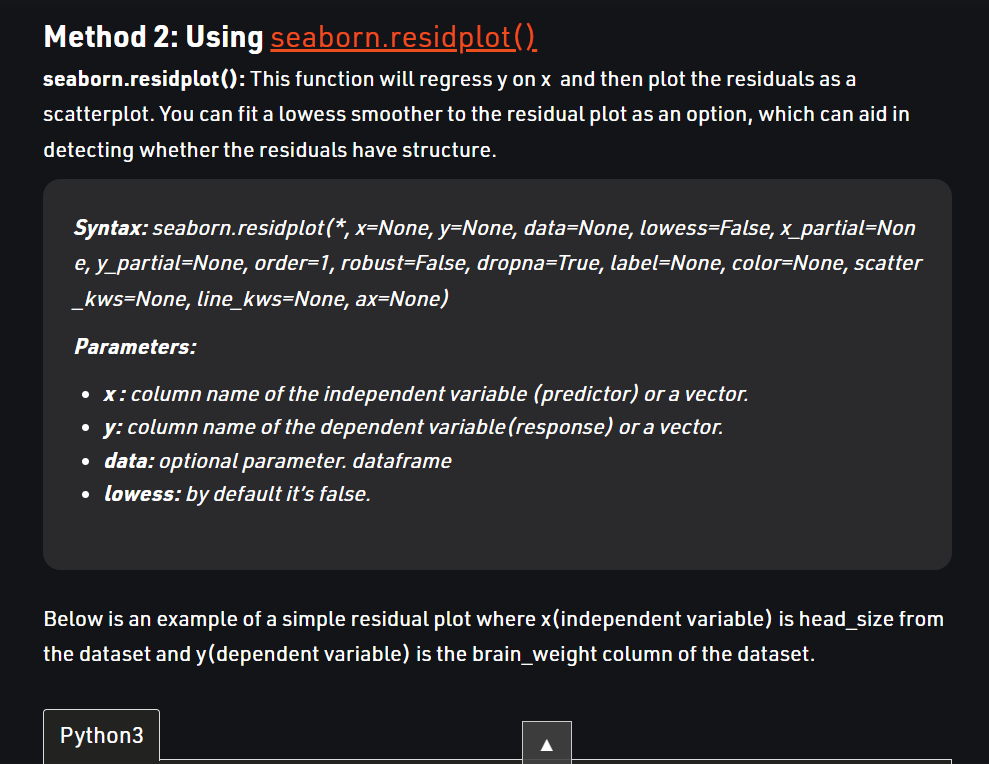 Method 2: Using seaborn.residplot()
seaborn.residplot(): This function will regress y on x  and then plot the residuals as a
scatterplot. You can fit a lowess smoother to the residual plot as an option, which can aid in
detecting whether the residuals have structure.
Syntax: seaborn.residplot(*, x=None, y=None, data=None, lowess=False, x_partial=Non
e, y_partial=None, order=1, robust=False, dropna=True, label=None, color=None, scatter
_kws=None, line_kws=None, ax=None)
Parameters:
• x : column name of the independent variable (predictor) or a vector.
• y: column name of the dependent variable(response) or a vector.
• data: optional parameter. dataframe
• lowess: by default it’s false.
Below is an example of a simple residual plot where x(independent variable) is head_size from
the dataset and y(dependent variable) is the brain_weight column of the dataset.
Python3
▲